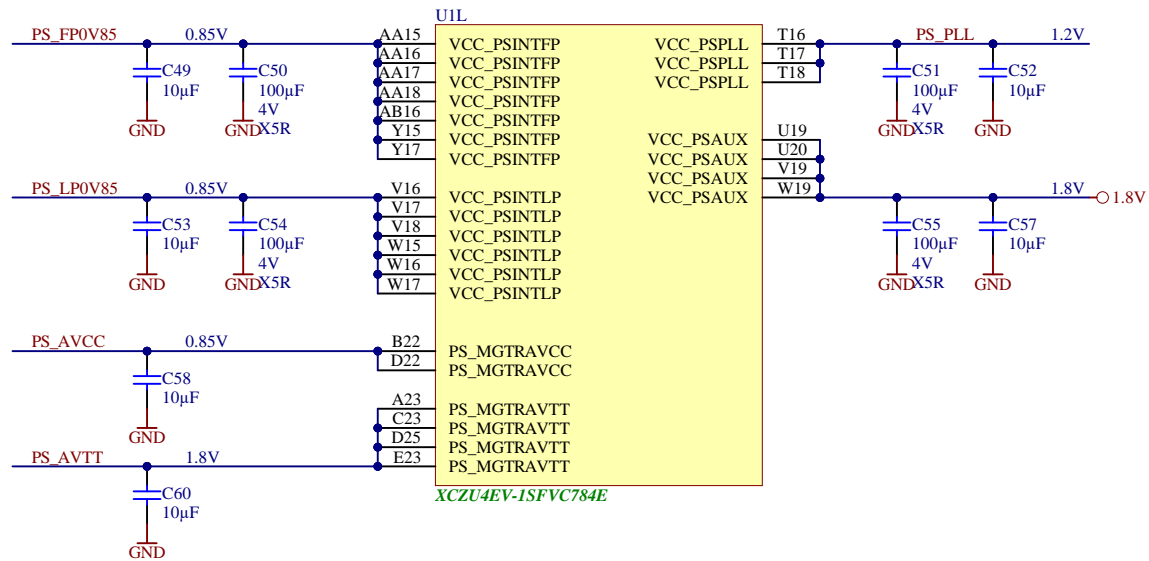 U1L
PS_FP0V85 0.85V AA15 VCC_PSINTFP VCC_PSPLL T16 PS_PLL 1.2V
AA16 VCC_PSINTFP VCC_PSPLL T17
C49 C50 AA17 VCC_PSINTFP VCC_PSPLL T18 C51 C52
10µF 100µF AA18 VCC_PSINTFP 100µF 10µF
4V AB16 VCC_PSINTFP 4V
GND GND X5R Y15 VCC_PSINTFP VCC_PSAUX U19 GND X5R GND
Y17 VCC_PSINTFP VCC_PSAUX U20
VCC_PSAUX V19
PS_LP0V85 0.85V V16 VCC_PSINTLP VCC_PSAUX W19 1.8V 1.8V
V17 VCC_PSINTLP
C53 C54 V18 VCC_PSINTLP C55 C57
10µF 100µF W15 VCC_PSINTLP 100µF 10µF
4V W16 VCC_PSINTLP 4V
GND GND X5R W17 VCC_PSINTLP GND X5R GND
PS_AVCC 0.85V B22 PS_MGTRAVCC
D22 PS_MGTRAVCC
C58
10µF
A23 PS_MGTRAVTT
C23 PS_MGTRAVTT
GND D25 PS_MGTRAVTT
PS_AVTT 1.8V E23 PS_MGTRAVTT
C60 XCZU4EV-1SFVC784E
10µF
GND